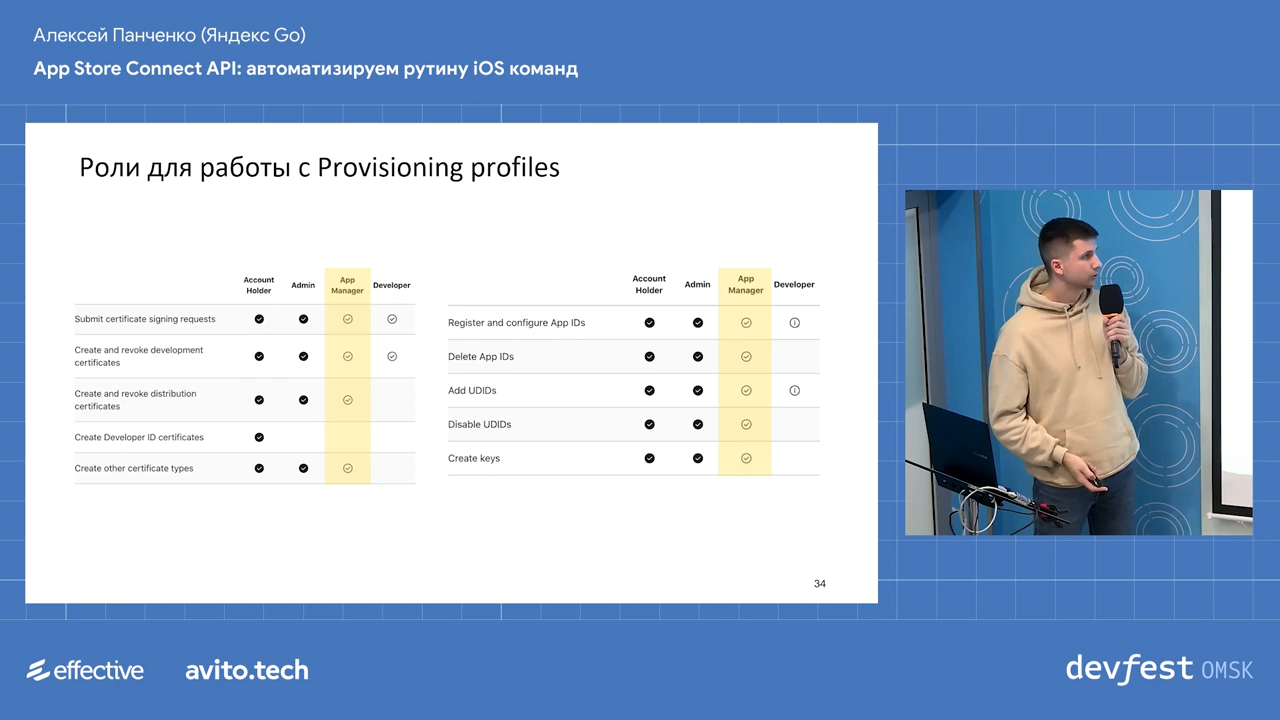 Алексей Панченко (Яндекс Go)
App Store Connect API: автоматизируем рутину iOS команд
Роли для работы с Provisioning profiles
Account
Holder
Admin
App
Manager
Developer
Submit certificate signing requests
Create and revoke development
certificates
Create and revoke distribution
certificates
Create Developer ID certificates
Create other certificate types
Account
Holder
Admin
App
Manager
Developer
Register and configure App IDs
Delete App IDs
Add UDIDs
Disable UDIDs
Create keys
34
effective
avito.tech
devfest OMSK